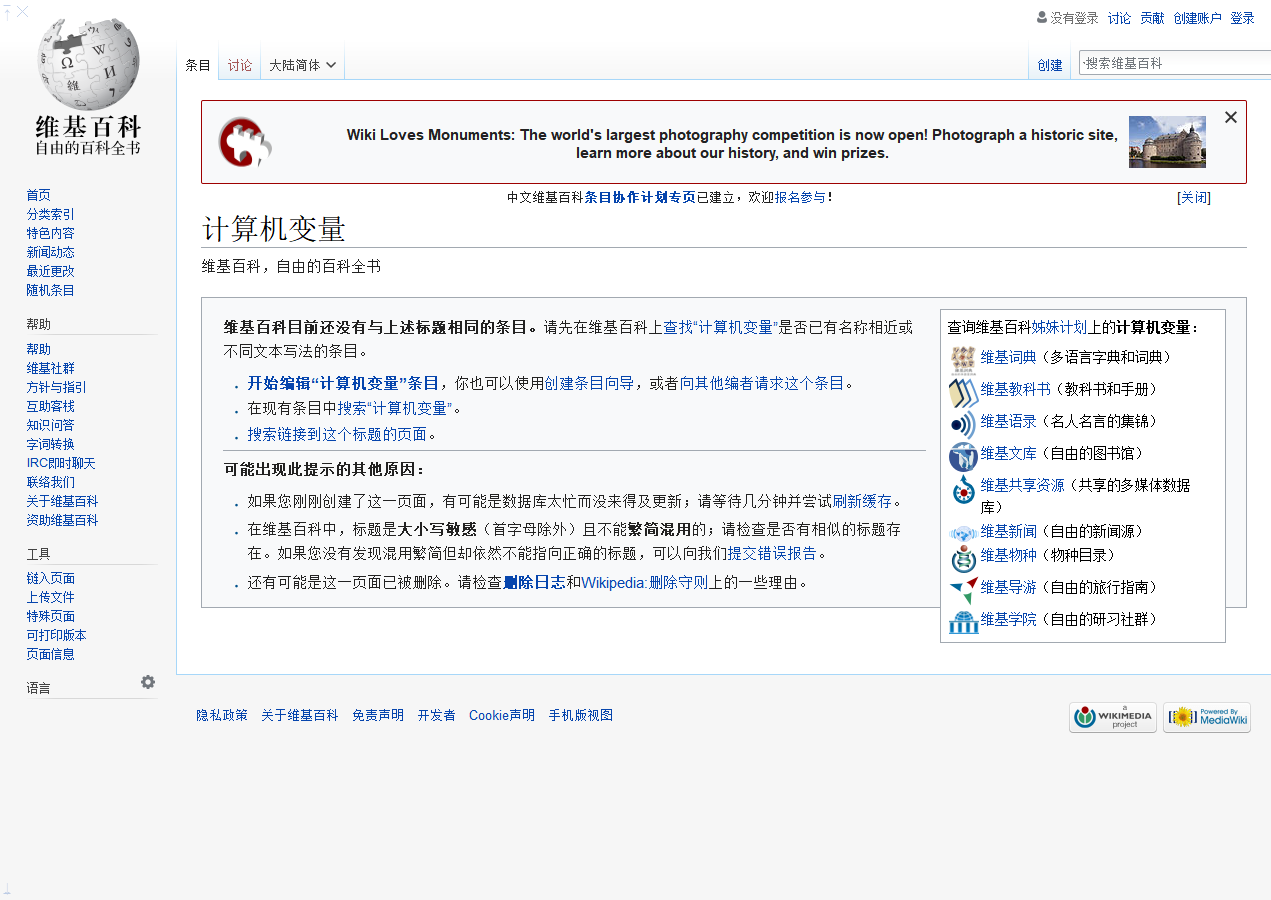 没有登录 讨论 贡献 创建账户 登录
条目 讨论 大陆简体 创建 搜索维基百科
维基百科
自由的百科全书
Wiki Loves Monuments: The world's largest photography competition is now open! Photograph a historic site,
learn more about our history, and win prizes.
中文维基百科条目协作计划专页已建立，欢迎报名参与！ [关闭]
计算机变量
维基百科，自由的百科全书
维基百科目前还没有与上述标题相同的条目。请先在维基百科上查找“计算机变量”是否已有名称相近或
不同文本写法的条目。
开始编辑“计算机变量”条目，你也可以使用创建条目向导，或者向其他编者请求这个条目。
在现有条目中搜索“计算机变量”。
搜索链接到这个标题的页面。
可能出现此提示的其他原因：
如果您刚刚创建了这一页面，有可能是数据库太忙而没来得及更新；请等待几分钟并尝试刷新缓存。
在维基百科中，标题是大小写敏感（首字母除外）且不能繁简混用的；请检查是否有相似的标题存
在。如果您没有发现混用繁简但却依然不能指向正确的标题，可以向我们提交错误报告。
还有可能是这一页面已被删除。请检查删除日志和Wikipedia:删除守则上的一些理由。
查询维基百科姊妹计划上的计算机变量：
维基词典（多语言字典和词典）
维基教科书（教科书和手册）
维基语录（名人名言的集锦）
维基文库（自由的图书馆）
维基共享资源（共享的多媒体数据
库）
维基新闻（自由的新闻源）
维基物种（物种目录）
维基导游（自由的旅行指南）
维基学院（自由的研习社群）
首页
分类索引
特色内容
新闻动态
最近更改
随机条目
帮助
帮助
维基社群
方针与指引
互助客栈
知识问答
字词转换
IRC即时聊天
联络我们
关于维基百科
资助维基百科
工具
链入页面
上传文件
特殊页面
可打印版本
页面信息
语言
隐私政策 关于维基百科 免责声明 开发者 Cookie声明 手机版视图
a
WIKIMEDIA
project
Powered By
MediaWiki